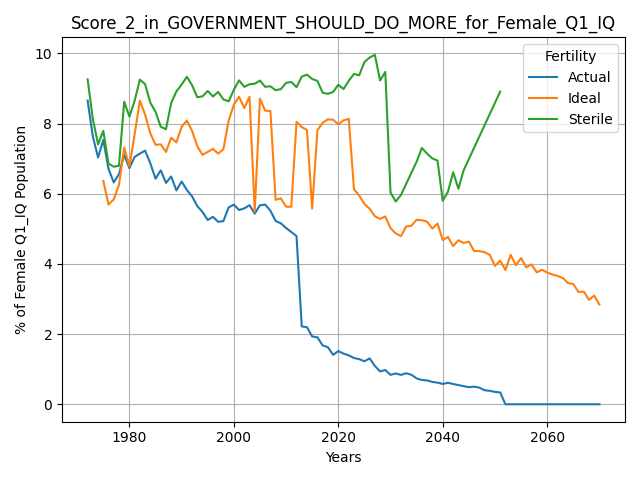 Score_2_in_GOVERNMENT_SHOULD_DO_MORE_for_Female_Q1_IQ
Fertility
Actual
Ideal
Sterile
% of Female Q1_IQ Population
10
8
6
4
2
0
1980 2000 2020 2040 2060
Years